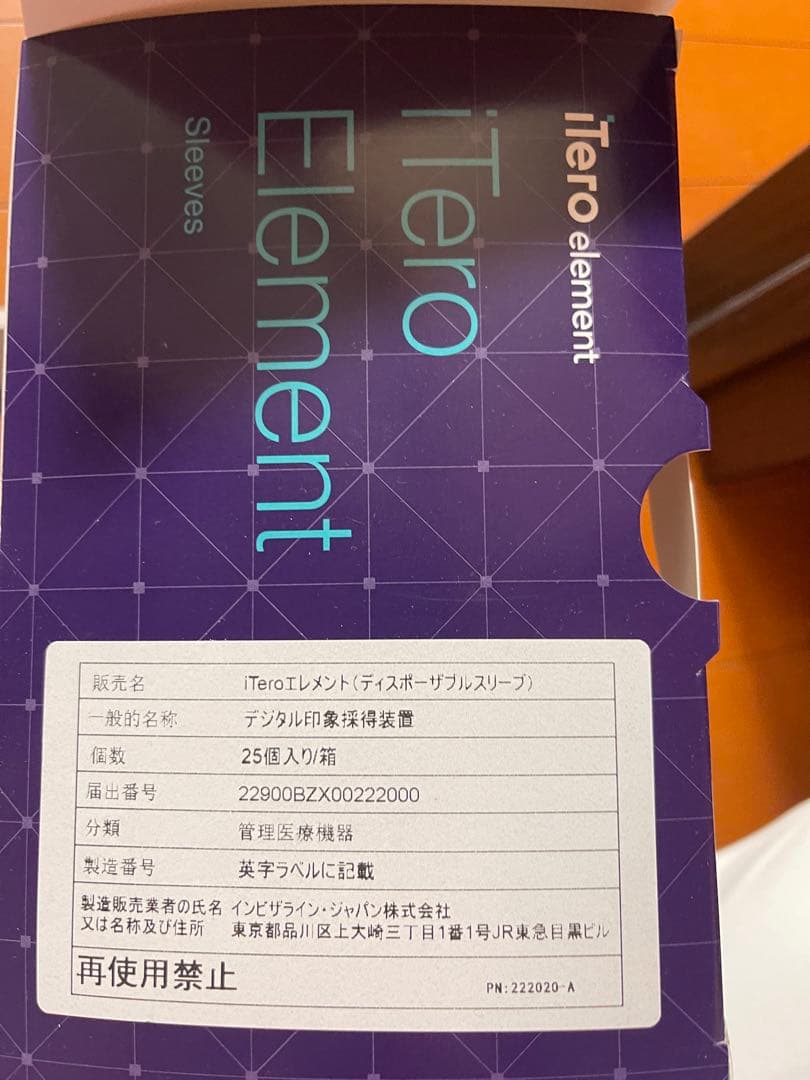 iTero element
iTero
Element
Sleeves
販売名 iTeroエレメント(ディスポーザブルスリーブ)
一般的名称 デジタル印象採得装置
個数 25個入り/箱
届出番号 22900BZX00222000
分類 管理医療機器
製造番号 英字ラベルに記載
製造販売業者の氏名 インビザライン・ジャパン株式会社
又は名称及び住所 東京都品川区上大崎三丁目1番1号JR東急目黒ビル
再使用禁止 PN:222020-A